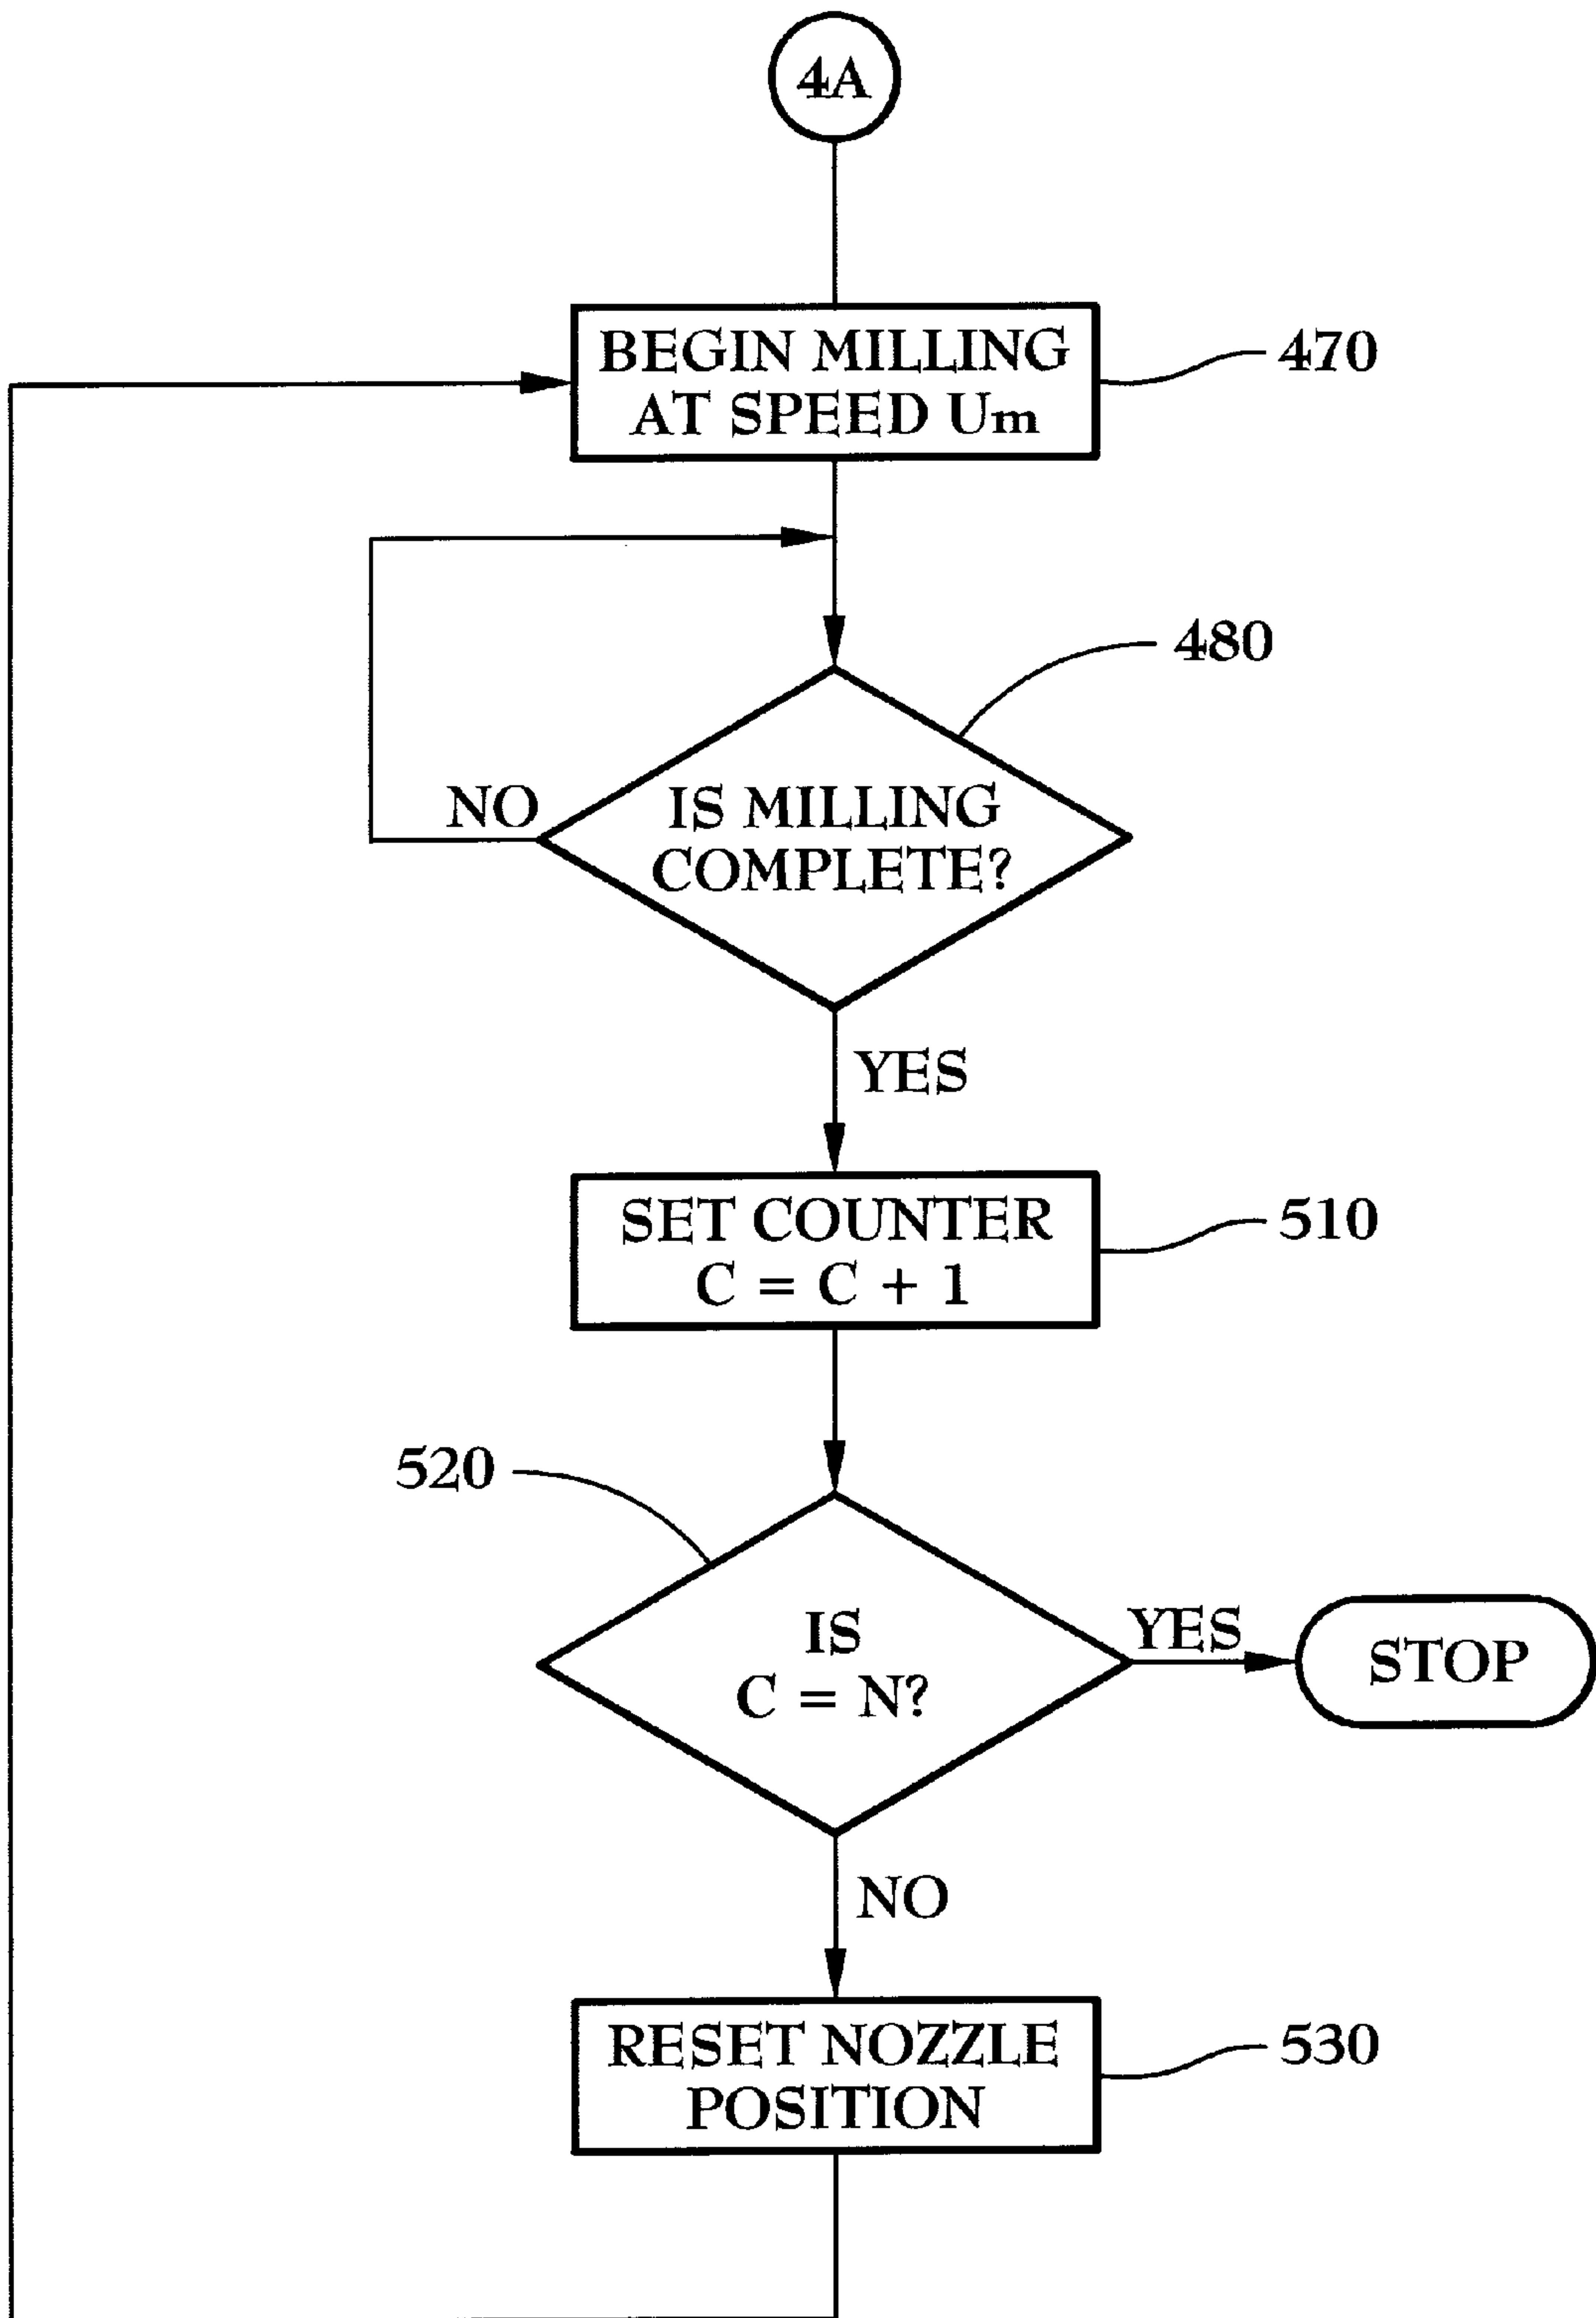 4A
BEGIN MILLING
AT SPEED Um
470
480
NO
IS MILLING
COMPLETE?
YES
SET COUNTER
C = C + 1
510
520
IS
C = N?
YES
STOP
NO
RESET NOZZLE
POSITION
530